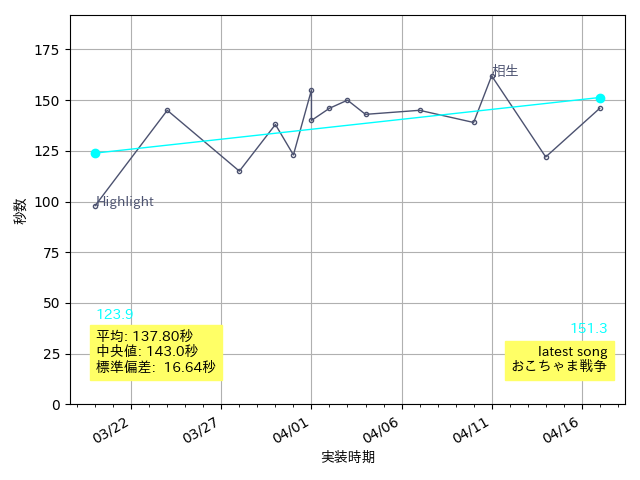 175
150
125
100
75
50
25
0
秒数
相生
Highlight
123.9
151.3
平均: 137.80秒
中央値: 143.0秒
標準偏差: 16.64秒
latest song
おこちゃま戦争
03/22
03/27
04/01
04/06
04/11
04/16
実装時期